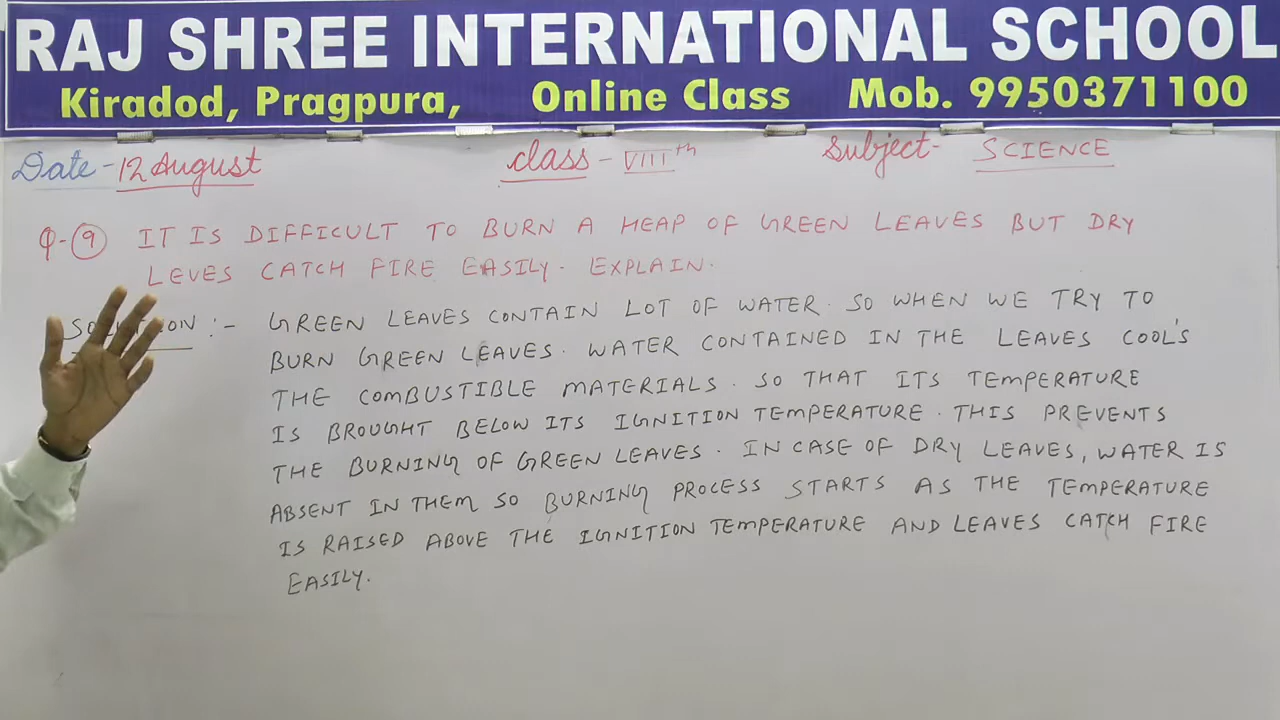 RAJ SHREE INTERNATIONAL SCHOOL
Kiradod, Pragpura, Online Class Mob. 9950371100
Date - 12 August Class - VIIIth Subject - SCIENCE
Q-9 IT IS DIFFICULT TO BURN A HEAP OF GREEN LEAVES BUT DRY
LEVES CATCH FIRE EASILY. EXPLAIN.
SOLUTION :- GREEN LEAVES CONTAIN LOT OF WATER. SO WHEN WE TRY TO
BURN GREEN LEAVES. WATER CONTAINED IN THE LEAVES COOL'S
THE COMBUSTIBLE MATERIALS. SO THAT ITS TEMPERATURE
IS BROUGHT BELOW ITS IGNITION TEMPERATURE. THIS PREVENTS
THE BURNING OF GREEN LEAVES. IN CASE OF DRY LEAVES, WATER IS
ABSENT IN THEM SO BURNING PROCESS STARTS AS THE TEMPERATURE
IS RAISED ABOVE THE IGNITION TEMPERATURE AND LEAVES CATCH FIRE
EASILY.